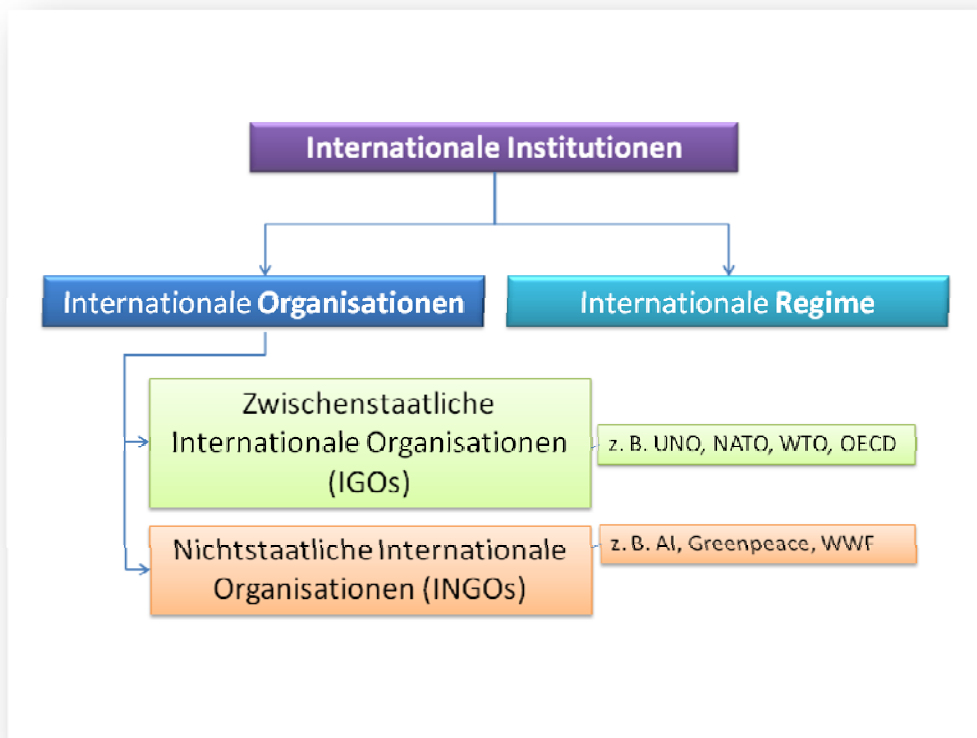 Internationale Institutionen
Internationale Organisationen
Internationale Regime
Zwischenstaatliche
Internationale Organisationen
(IGOs)
z. B. UNO, NATO, WTO, OECD
Nichtstaatliche Internationale
Organisationen (INGOs)
z. B. AI, Greenpeace, WWF